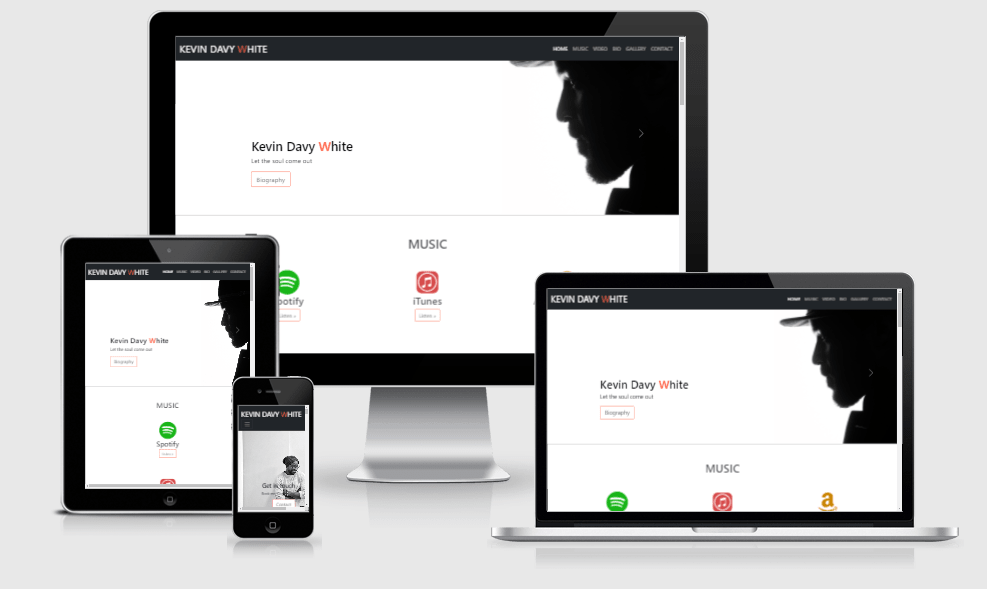 KEVIN DAVY WHITE
HOME MUSIC VIDEO BIO GALLERY CONTACT
Kevin Davy White
Let the soul come out
Biography
MUSIC
iTunes
Listen »
KEVIN DAVY WHITE
HOME MUSIC VIDEO BIO GALLERY CONTACT
Kevin Davy White
Let the soul come out
Biography
MUSIC
Spotify
KEVIN DAVY WHITE
Get in touch
Contact
KEVIN DAVY WHITE
HOME MUSIC VIDEO BIO GALLERY CONTACT
Kevin Davy White
Let the soul come out
Biography
MUSIC